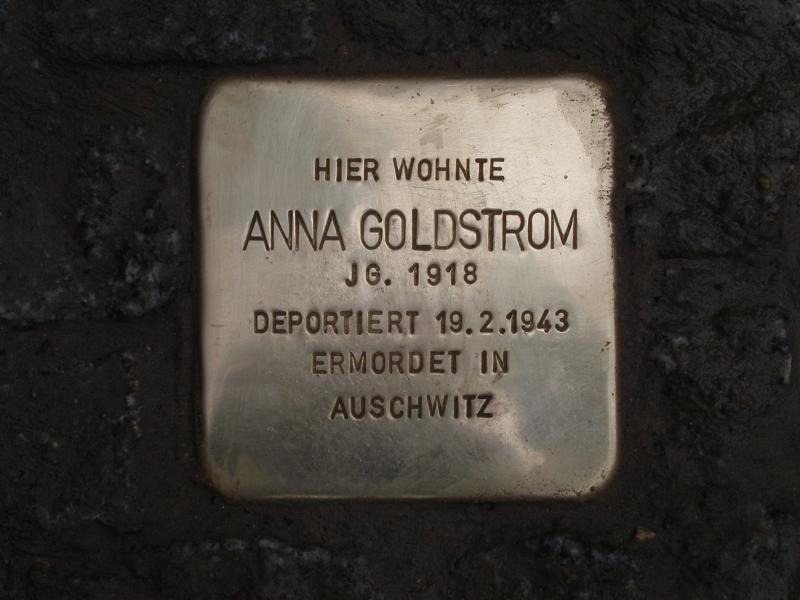 HIER WOHNTE
ANNA GOLDSTROM
JG. 1918
DEPORTIERT 19.2.1943
ERMORDET IN
AUSCHWITZ